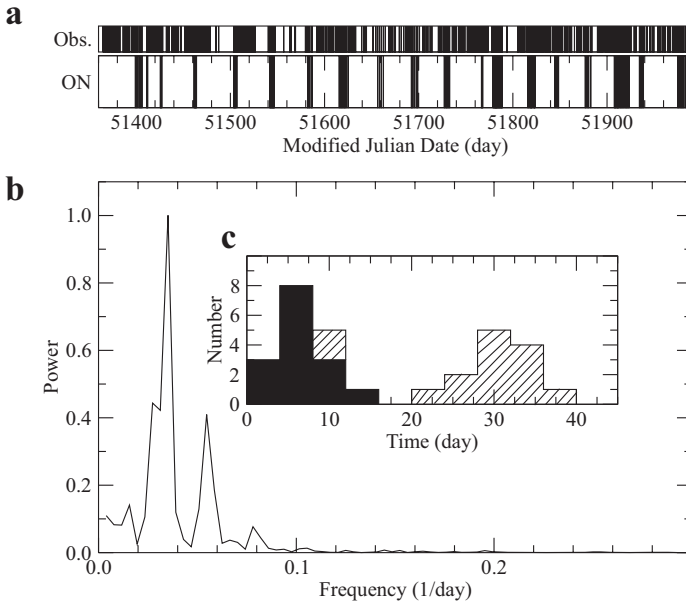 a
Obs.
ON
51400 51500 51600 51700 51800 51900
Modified Julian Date (day)
b
1.0
0.8
0.6
0.4
0.2
0.0
Power
0.0 0.1 0.2
Frequency (1/day)
c
8
6
4
2
0
Number
0 10 20 30 40
Time (day)